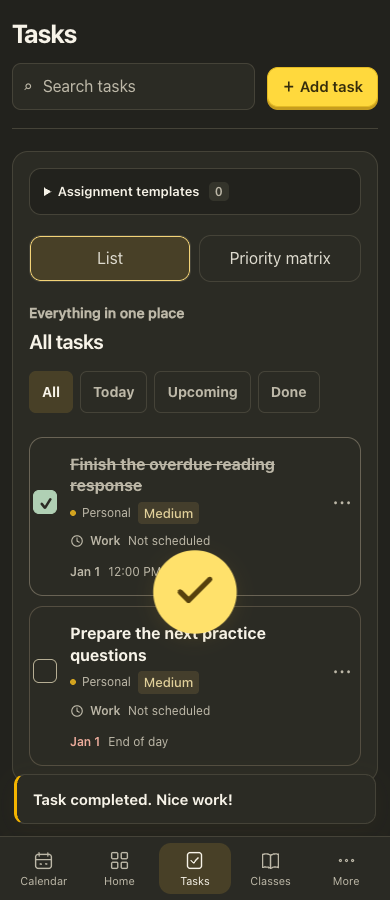 Tasks
Search tasks
+ Add task
Assignment templates 0
List
Priority matrix
Everything in one place
All tasks
All
Today
Upcoming
Done
Finish the overdue reading
response
Personal Medium
Work Not scheduled
Jan 1 12:00 PM
Prepare the next practice
questions
Personal Medium
Work Not scheduled
Jan 1 End of day
Task completed. Nice work!
Calendar
Home
Tasks
Classes
More